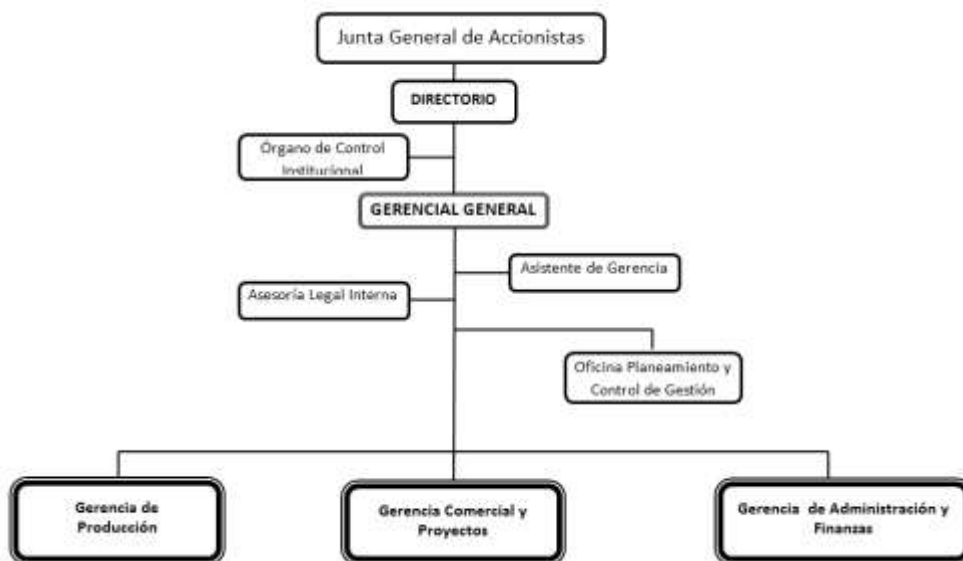 Junta General de Accionistas
DIRECTORIO
Órgano de Control
Institucional
GERENCIAL GENERAL
Asistente de Gerencia
Asesoría Legal Interna
Oficina Planeamiento y
Control de Gestión
Gerencia de
Producción
Gerencia Comercial y
Proyectos
Gerencia de Administración y
Finanzas